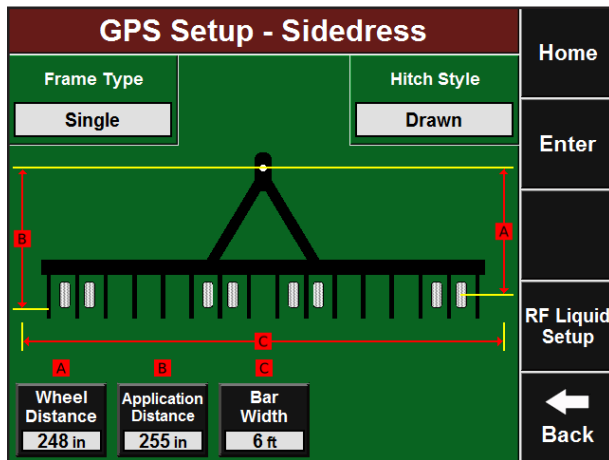 GPS Setup - Sidedress
Home
Frame Type
Hitch Style
Single
Drawn
Enter
B
A
C
RF Liquid
Setup
A
B
C
Wheel
Distance
248 in
Application
Distance
255 in
Bar
Width
6 ft
Back